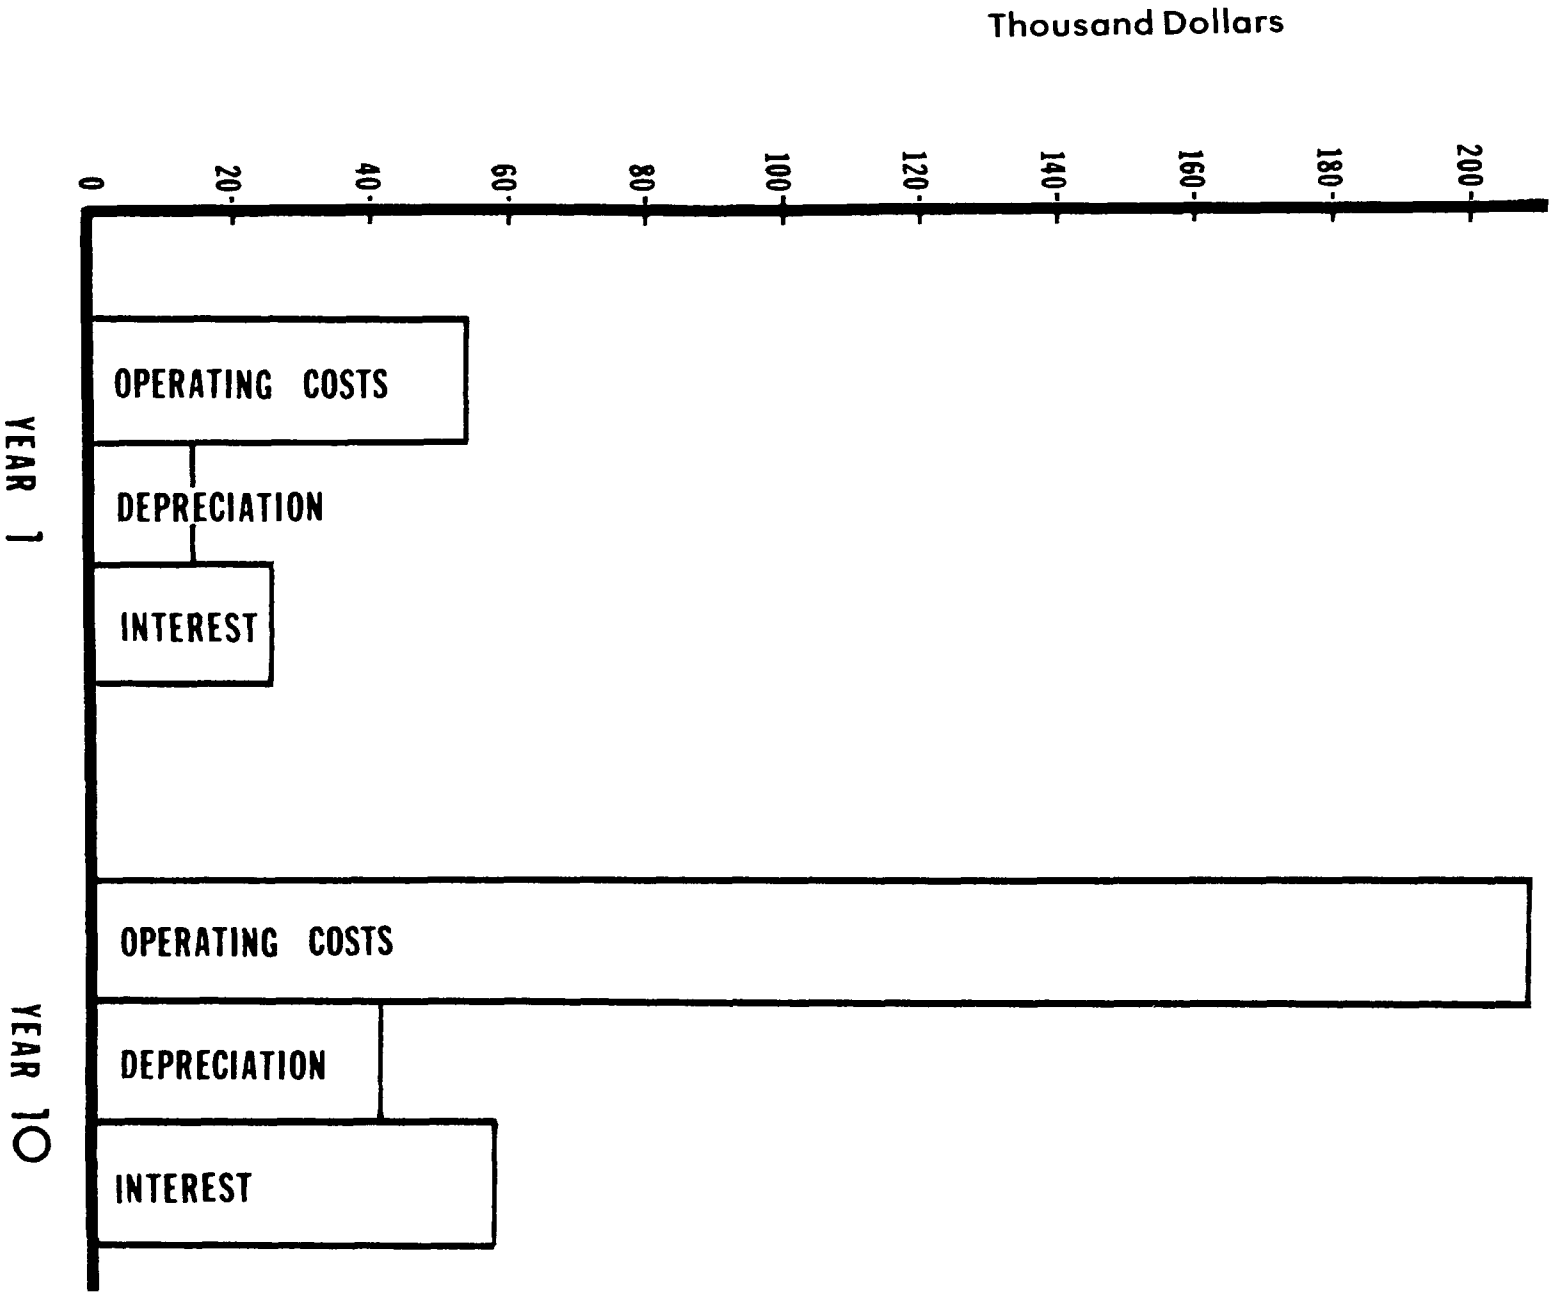 Thousand Dollars
0
20
40
60
80
100
120
140
160
180
200
YEAR 1
OPERATING COSTS
DEPRECIATION
INTEREST
YEAR 10
OPERATING COSTS
DEPRECIATION
INTEREST